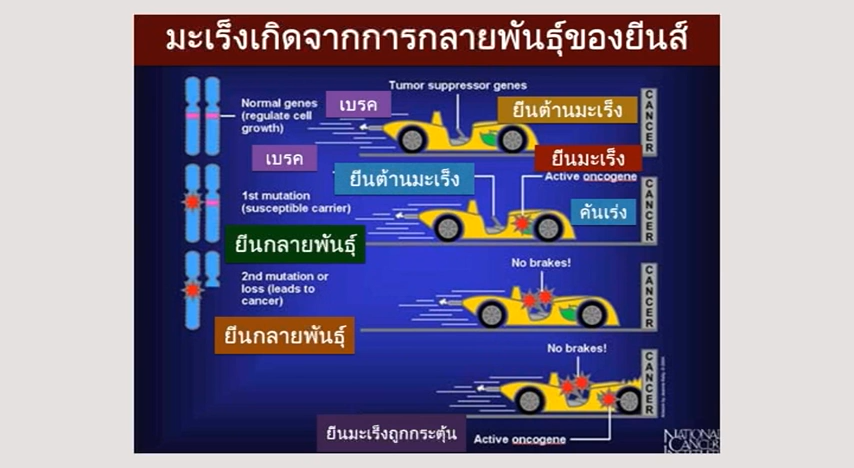 มะเร็งเกิดจากการกลายพันธุ์ของยีนส์
Tumor suppressor genes
Normal genes
(regulate cell
growth)
เบรค
ยีนต้านมะเร็ง
CANCER
เบรค
ยีนมะเร็ง
ยีนต้านมะเร็ง
Active oncogene
1st mutation
(susceptible carrier)
คันเร่ง
CANCER
ยีนกลายพันธุ์
No brakes!
2nd mutation or
loss (leads to
cancer)
CANCER
ยีนกลายพันธุ์
No brakes!
CANCER
ยีนมะเร็งถูกกระตุ้น
Active oncogene
NATIONAL
CANCER